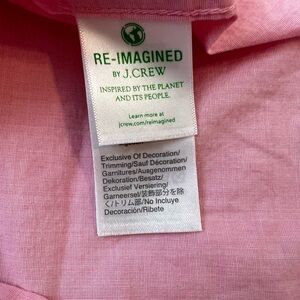 RE-IMAGINED
BY J.CREW
INSPIRED BY THE PLANET
AND ITS PEOPLE.
Learn more at
jcrew.com/reimagined
Exclusive Of Decoration/
Trimming/Sauf Décoration/
Garnitures/Ausgenommen
Dekoration/Besatz/
Exclusief Versiering/
Garneersel/装飾部分を除
く/トリム部/No Incluye
Decoración/Ribete